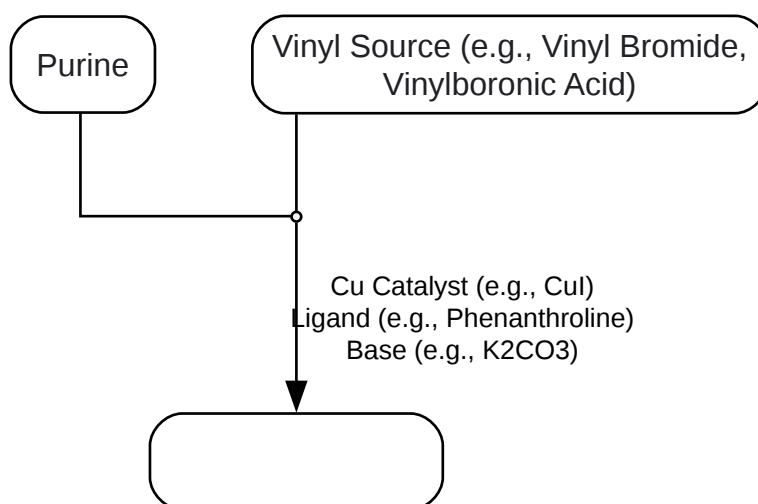 Purine
Vinyl Source (e.g., Vinyl Bromide,
Vinylboronic Acid)
Cu Catalyst (e.g., CuI)
Ligand (e.g., Phenanthroline)
Base (e.g., K2CO3)